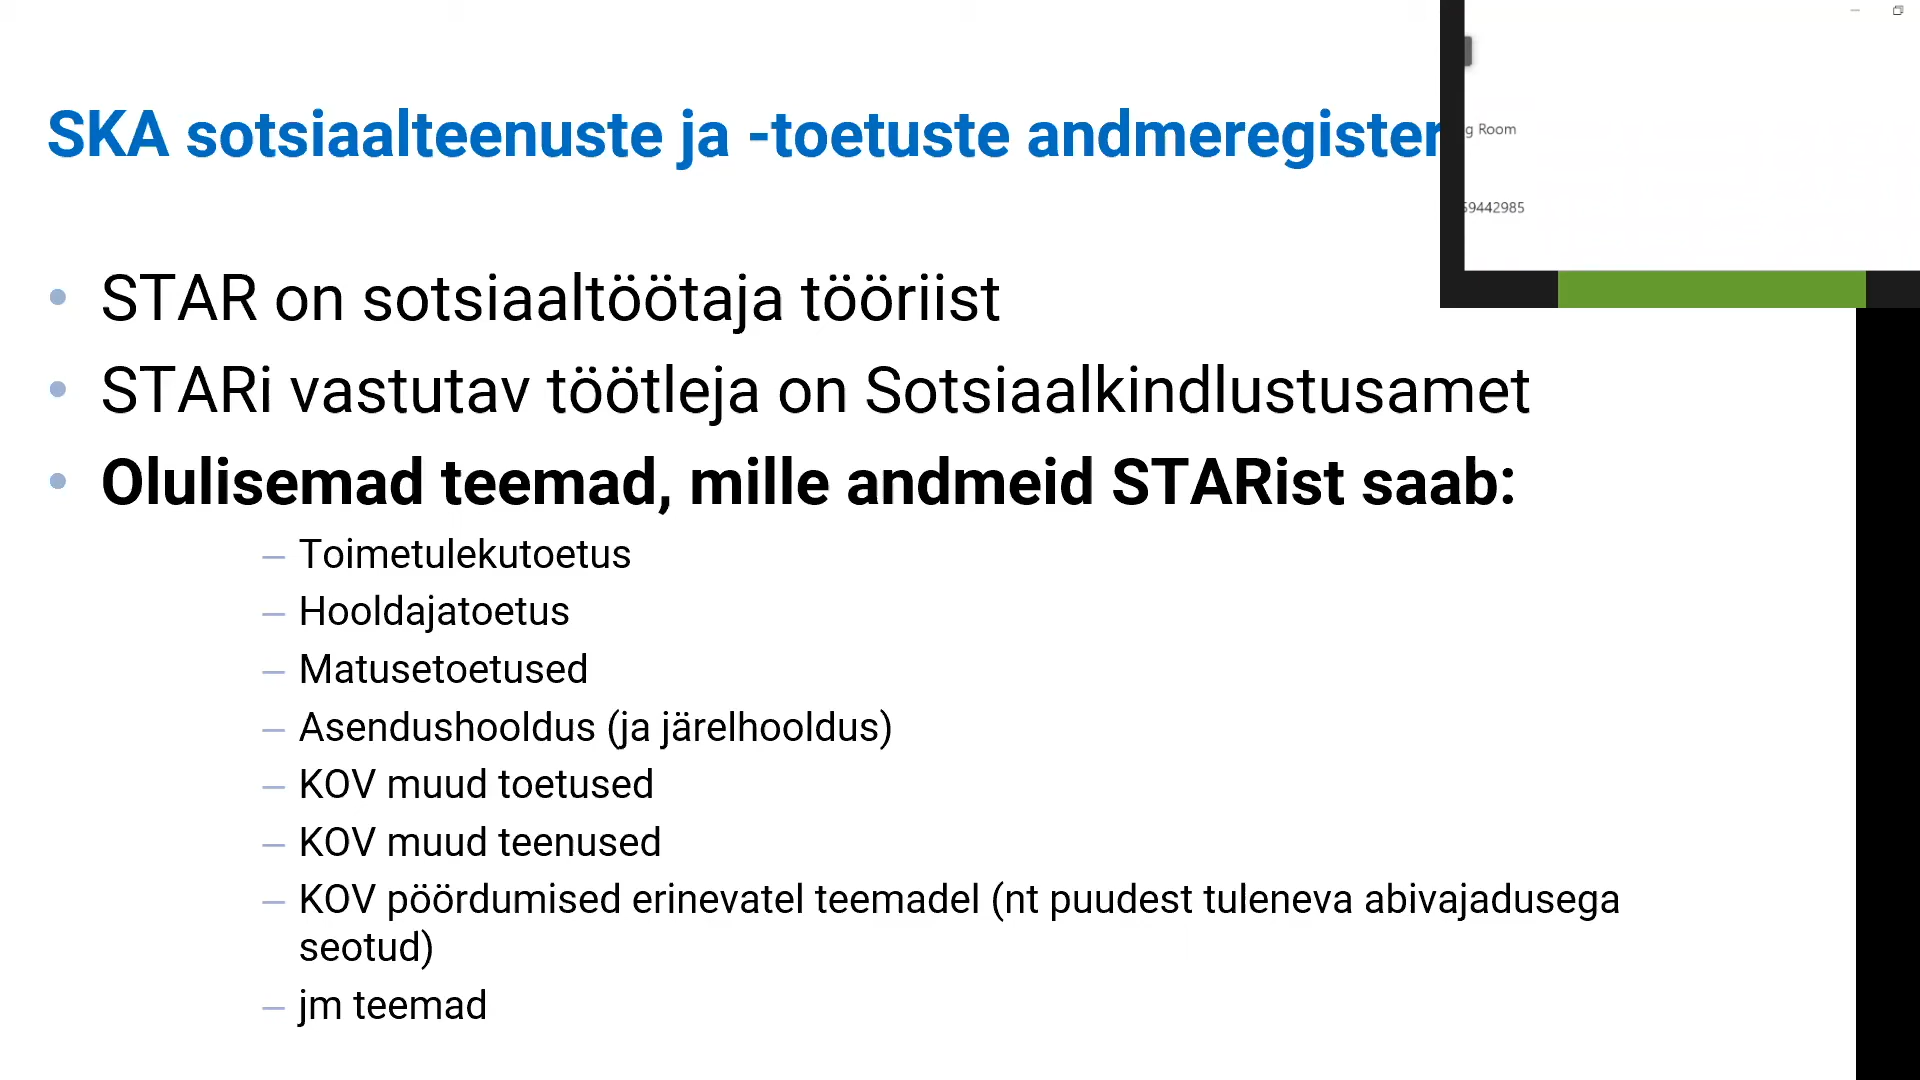 SKA sotsiaalteenuste ja -toetuste andmeregister
• STAR on sotsiaaltöötaja tööriist
• STARi vastutav töötleja on Sotsiaalkindlustusamet
• Olulisemad teemad, mille andmeid STARist saab:
– Toimetulekutoetus
– Hooldajatoetus
– Matusetoetused
– Asendushooldus (ja järelhooldus)
– KOV muud toetused
– KOV muud teenused
– KOV pöördumised erinevatel teemadel (nt puudest tuleneva abivajadusega
seotud)
– jm teemad
g Room
59442985